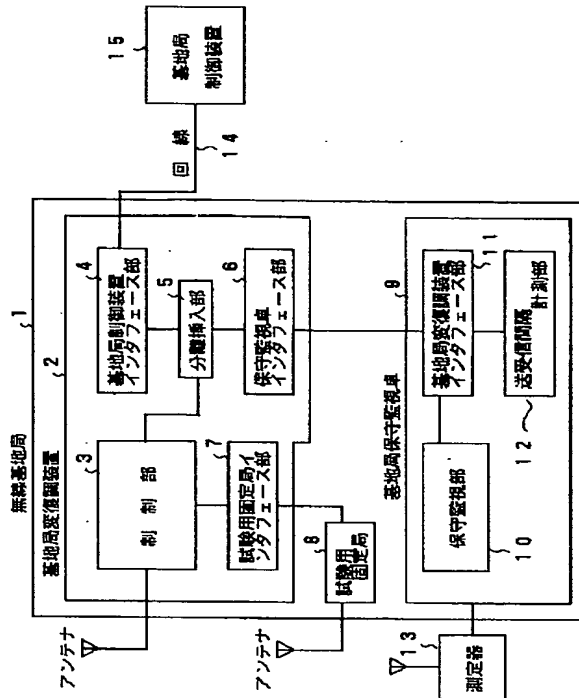 無線基地局
1
基地局変復調装置
2
アンテナ
制御部
3
基地局制御装置
インタフェース部
4
分離挿入部
5
保守監視卓
インタフェース部
6
試験用固定局イ
ンタフェース部
7
アンテナ
試験用
固定局
8
回線
14
基地局
制御装置
15
基地局保守監視卓
9
保守監視部
10
基地局変復調装置
インタフェース部
11
送受信間隔
計測部
12
測定器
13